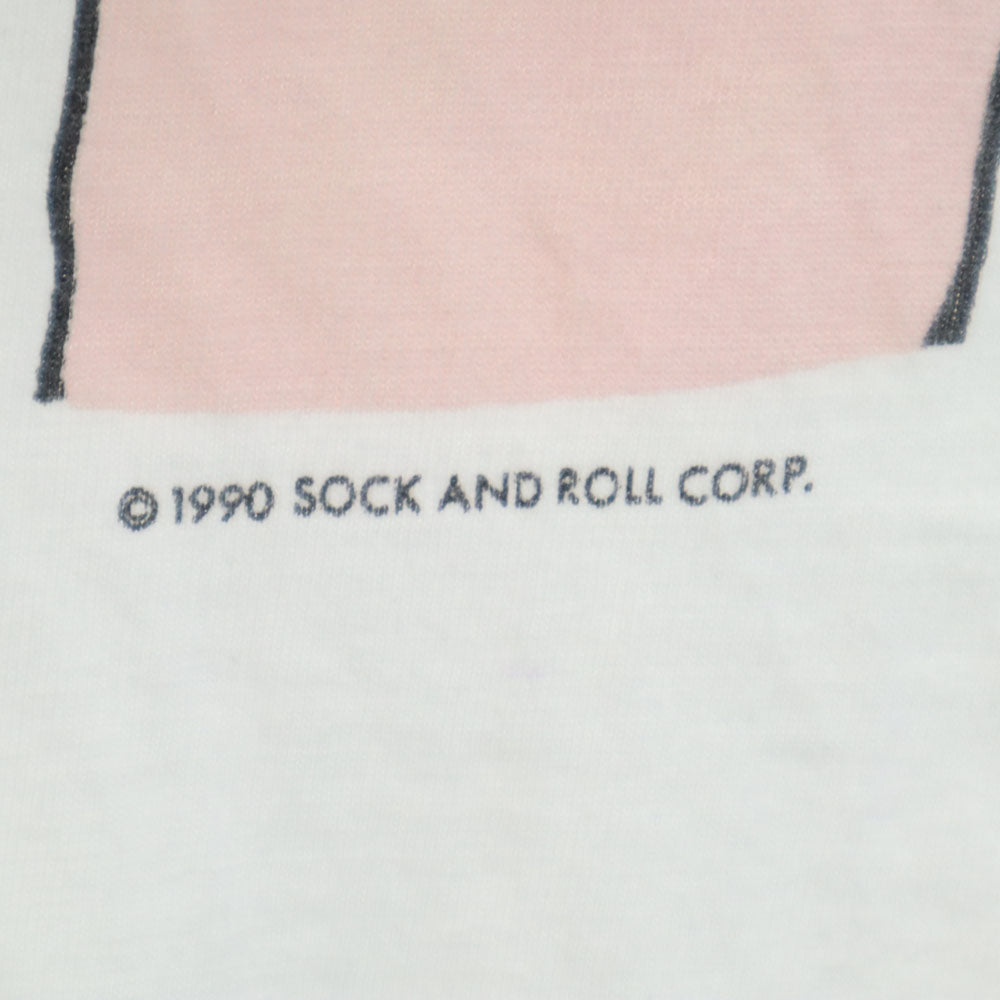 © 1990 SOCK AND ROLL CORP.